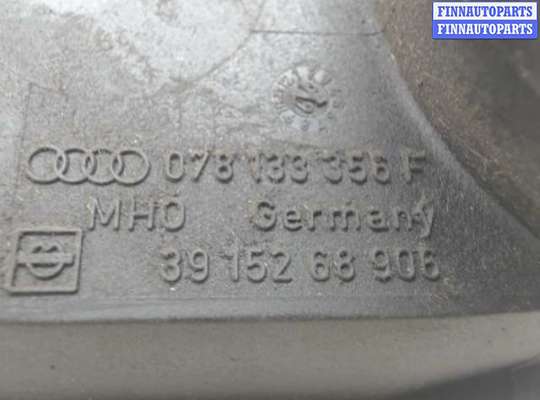 FINNAUTOPARTS
FINNAUTOPARTS
078 133 356 F
MHO Germany
39 152 68 906